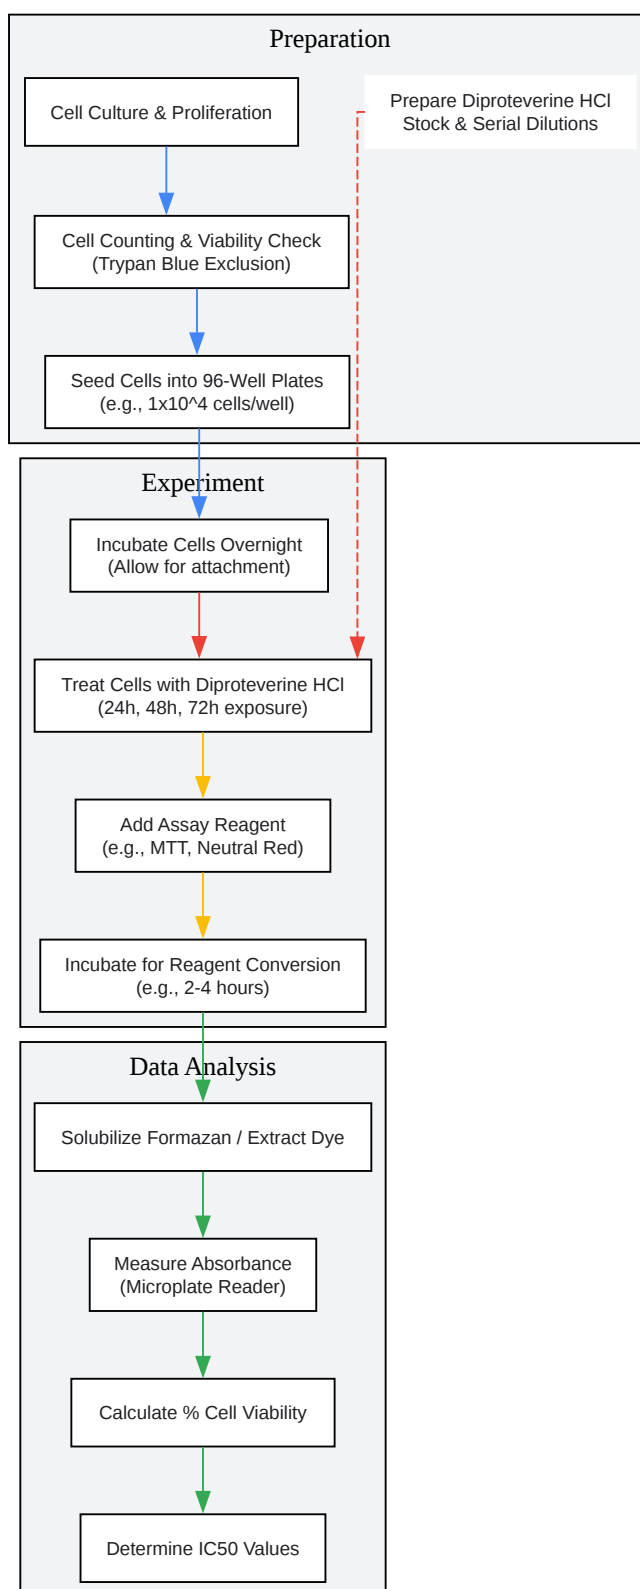 Preparation
Cell Culture & Proliferation
Prepare Diproteverine HCl
Stock & Serial Dilutions
Cell Counting & Viability Check
(Trypan Blue Exclusion)
Seed Cells into 96-Well Plates
(e.g., 1x10^4 cells/well)
Experiment
Incubate Cells Overnight
(Allow for attachment)
Treat Cells with Diproteverine HCl
(24h, 48h, 72h exposure)
Add Assay Reagent
(e.g., MTT, Neutral Red)
Incubate for Reagent Conversion
(e.g., 2-4 hours)
Data Analysis
Solubilize Formazan / Extract Dye
Measure Absorbance
(Microplate Reader)
Calculate % Cell Viability
Determine IC50 Values